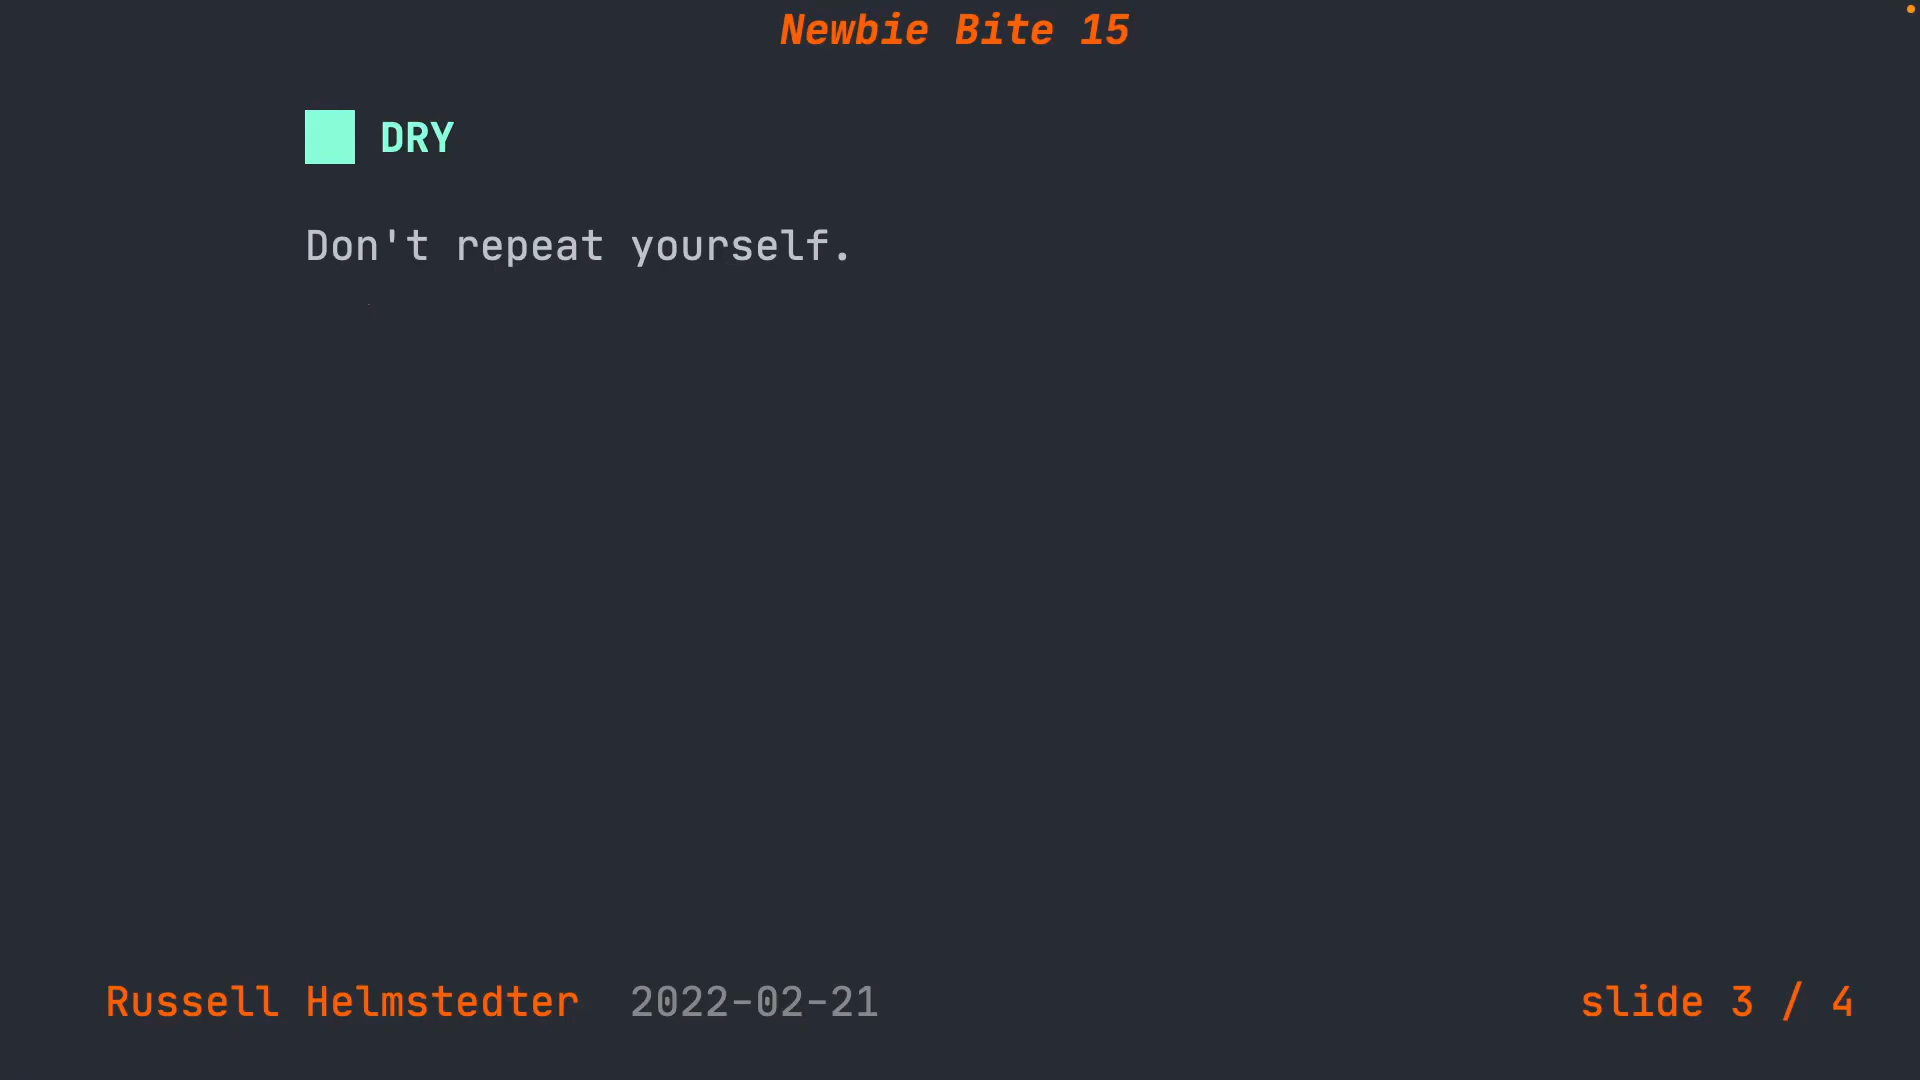 Newbie Bite 15
DRY
Don't repeat yourself.
Russell Helmstedter 2022-02-21 slide 3 / 4